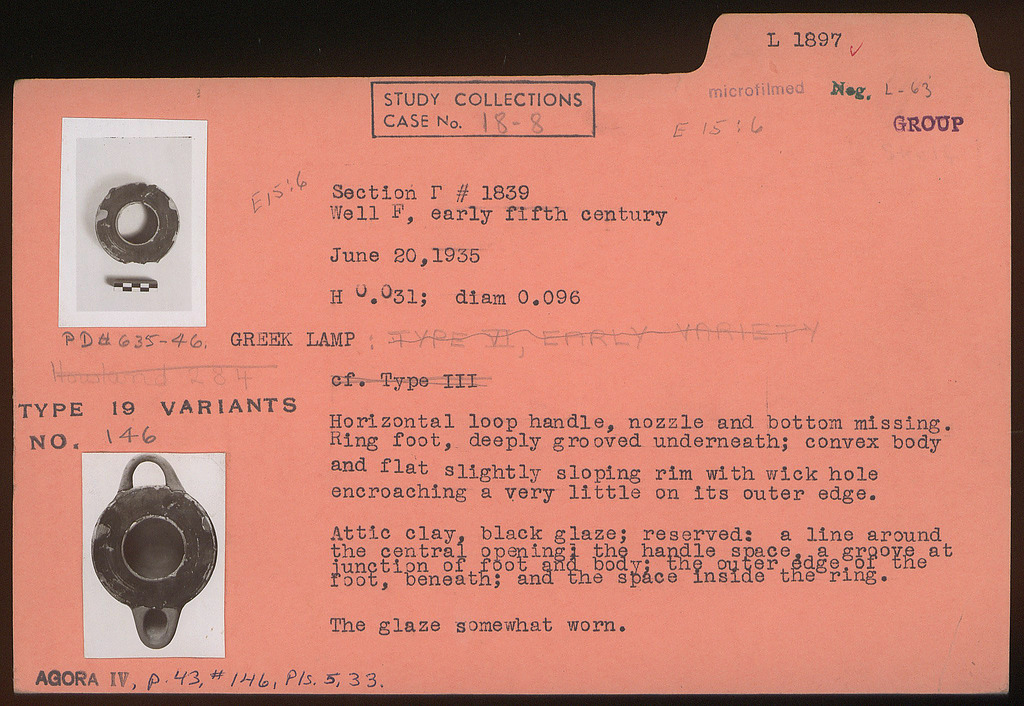 L 1897 ✓
microfilmed Neg. L-63
STUDY COLLECTIONS
CASE No. 18-8
E 15:6
GROUP
E15:6
Section Γ # 1839
Well F, early fifth century
June 20,1935
H 0.031; diam 0.096
PD# 635-46.
GREEK LAMP : TYPE VI, EARLY VARIETY
Howland 284
cf. Type III
TYPE 19 VARIANTS
NO. 146
Horizontal loop handle, nozzle and bottom missing.
Ring foot, deeply grooved underneath; convex body
and flat slightly sloping rim with wick hole
encroaching a very little on its outer edge.
Attic clay, black glaze; reserved: a line around
the central opening; the handle space, a groove at
junction of foot and body; the outer edge of the
foot, beneath; and the space inside the ring.
The glaze somewhat worn.
AGORA IV, p. 43, # 146, Pls. 5, 33.